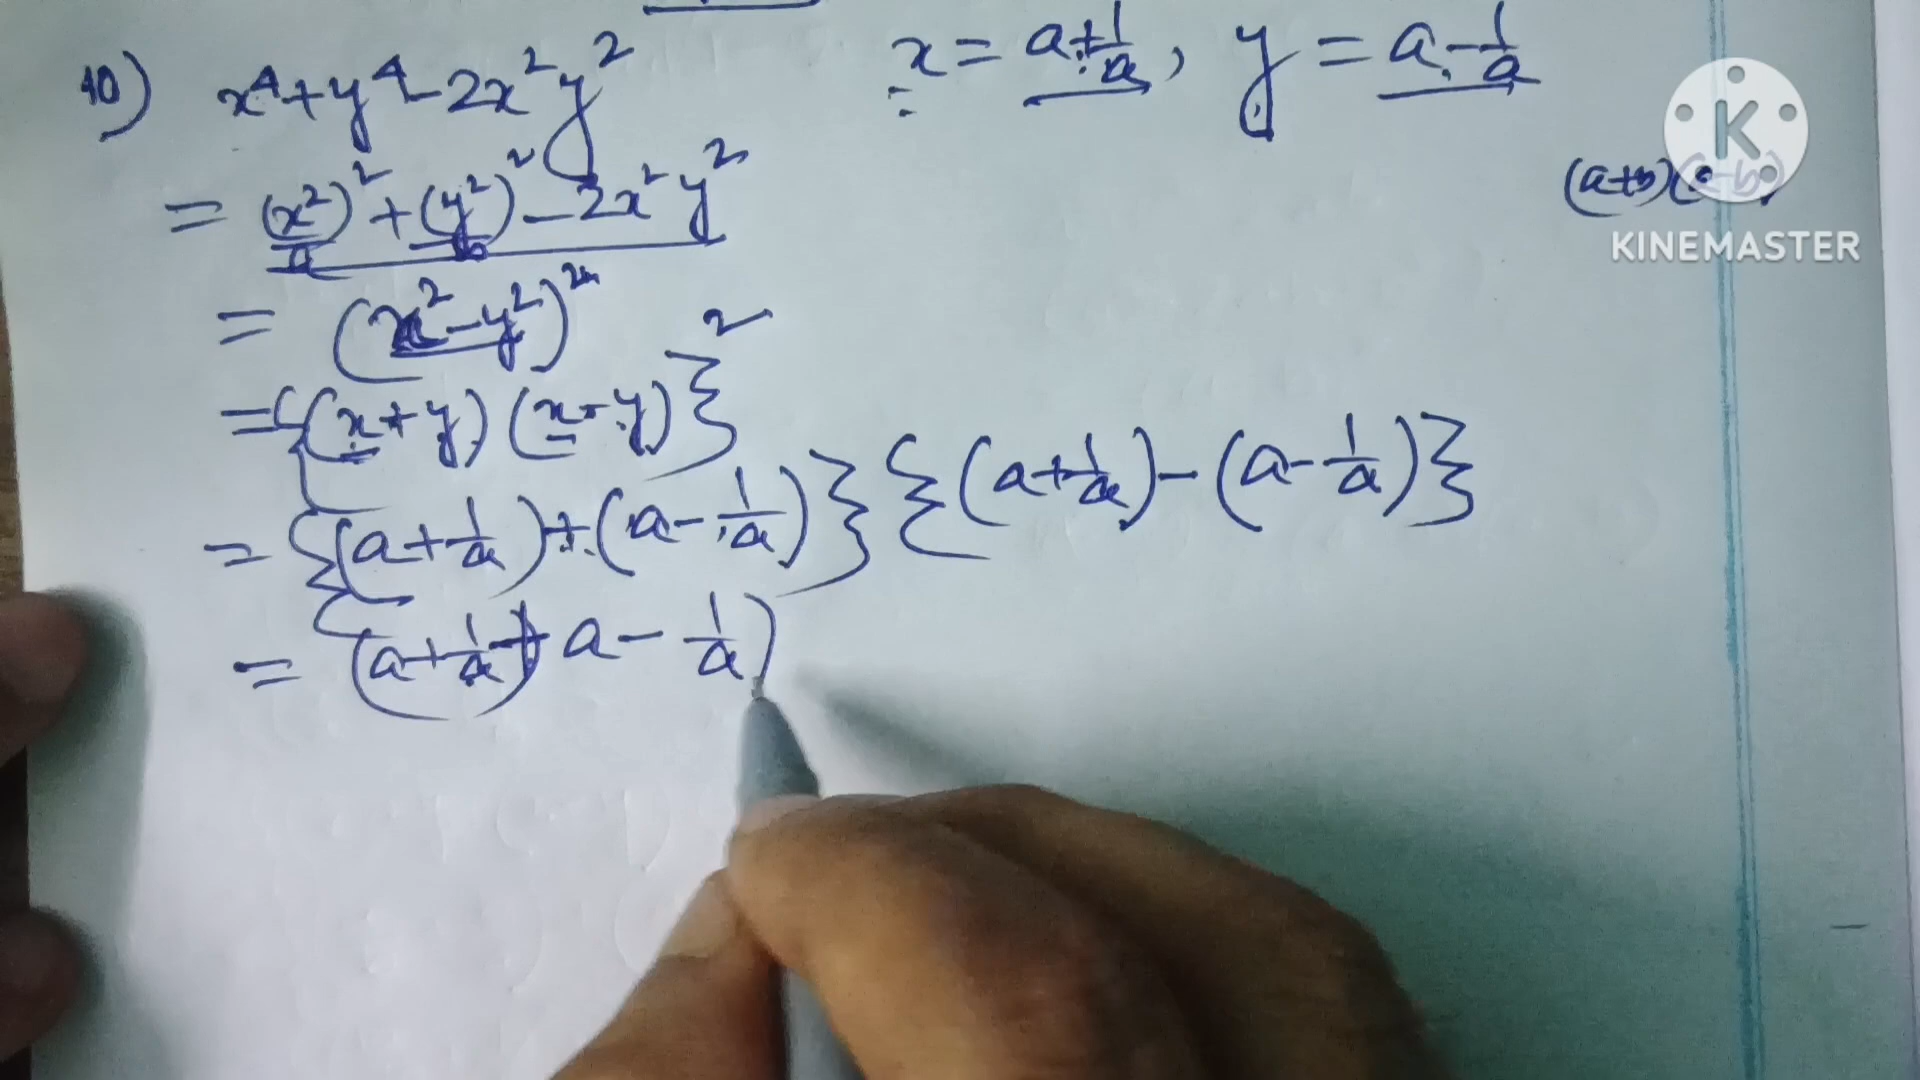 10) x⁴+y⁴-2x²y² x = a+1/a, y = a-1/a
= (x²)²+(y²)²-2x²y² (a+b)(a-b)
a b
KINEMASTER
= (x²-y²)²
= {(x+y)(x-y)}²
= {(a+1/a)+(a-1/a)}{(a+1/a)-(a-1/a)}
= (a+1/a+a-1/a)